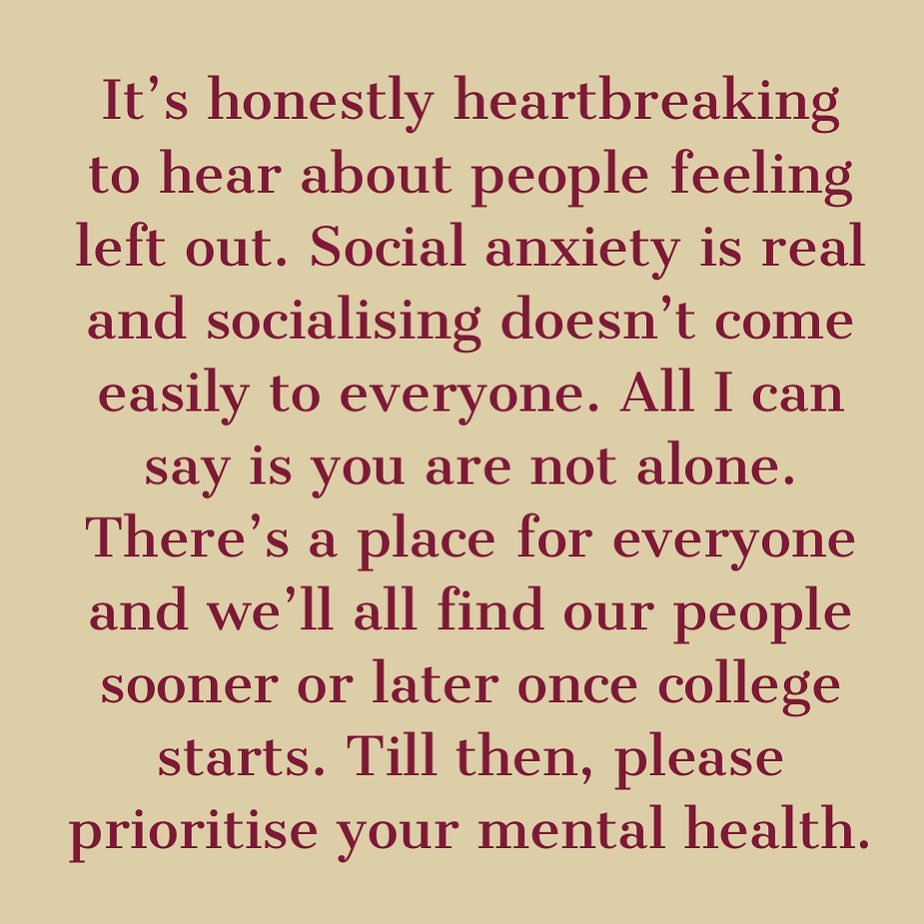 It’s honestly heartbreaking
to hear about people feeling
left out. Social anxiety is real
and socialising doesn’t come
easily to everyone. All I can
say is you are not alone.
There’s a place for everyone
and we’ll all find our people
sooner or later once college
starts. Till then, please
prioritise your mental health.